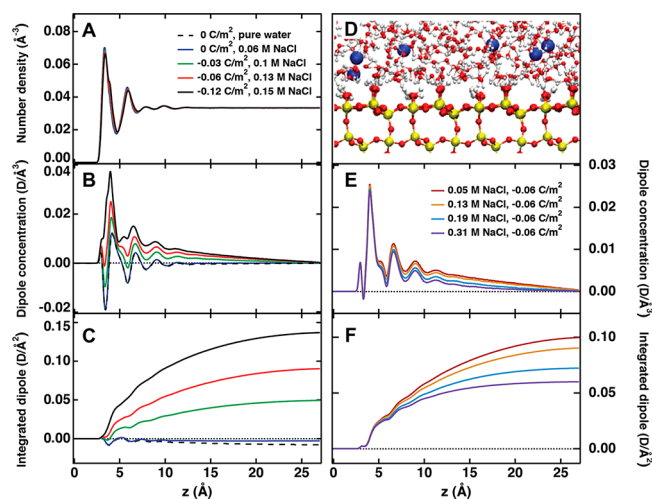 A
0 C/m², pure water
0 C/m², 0.06 M NaCl
-0.03 C/m², 0.1 M NaCl
-0.06 C/m², 0.13 M NaCl
-0.12 C/m², 0.15 M NaCl
Number density (Å⁻³)
0.08
0.06
0.04
0.02
0.00
B
Dipole concentration (D/Å³)
0.04
0.02
0.00
-0.02
C
Integrated dipole (D/Å²)
0.15
0.10
0.05
0.00
0
5
10
15
20
25
z (Å)
D
E
0.05 M NaCl, -0.06 C/m²
0.13 M NaCl, -0.06 C/m²
0.19 M NaCl, -0.06 C/m²
0.31 M NaCl, -0.06 C/m²
0.03
0.02
0.01
0.00
Dipole concentration (D/Å³)
F
0.10
0.05
0.00
Integrated dipole (D/Å²)
0
5
10
15
20
25
z (Å)